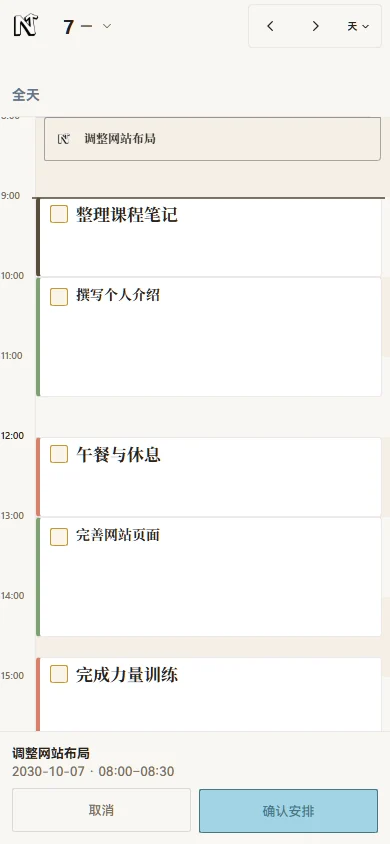 7 一
天
全天
8:00
调整网站布局
9:00
整理课程笔记
10:00
撰写个人介绍
11:00
12:00
午餐与休息
13:00
完善网站页面
14:00
15:00
完成力量训练
调整网站布局
2030-10-07 · 08:00–08:30
取消
确认安排